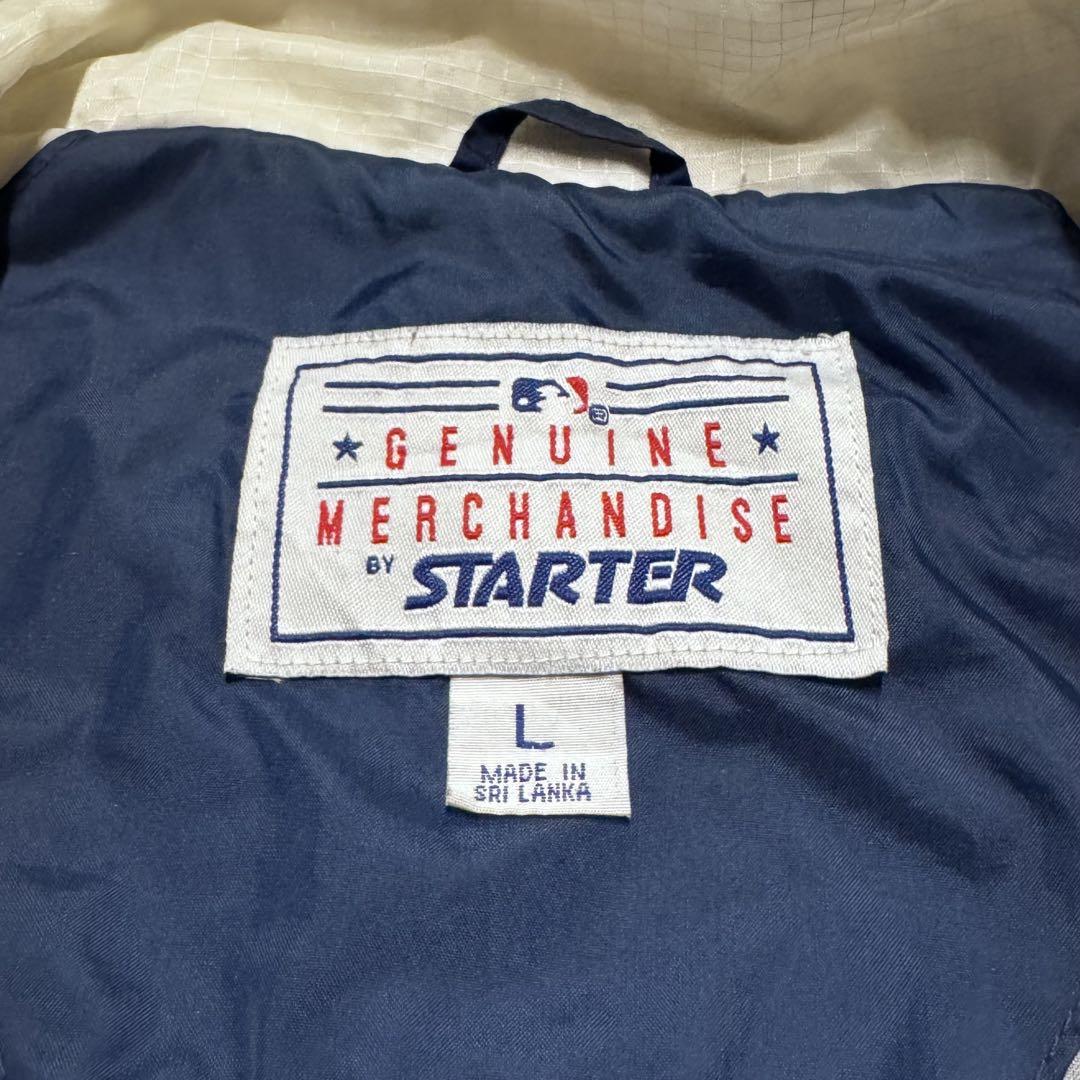 GENUINE
MERCHANDISE
BY STARTER
L
MADE IN
SRI LANKA